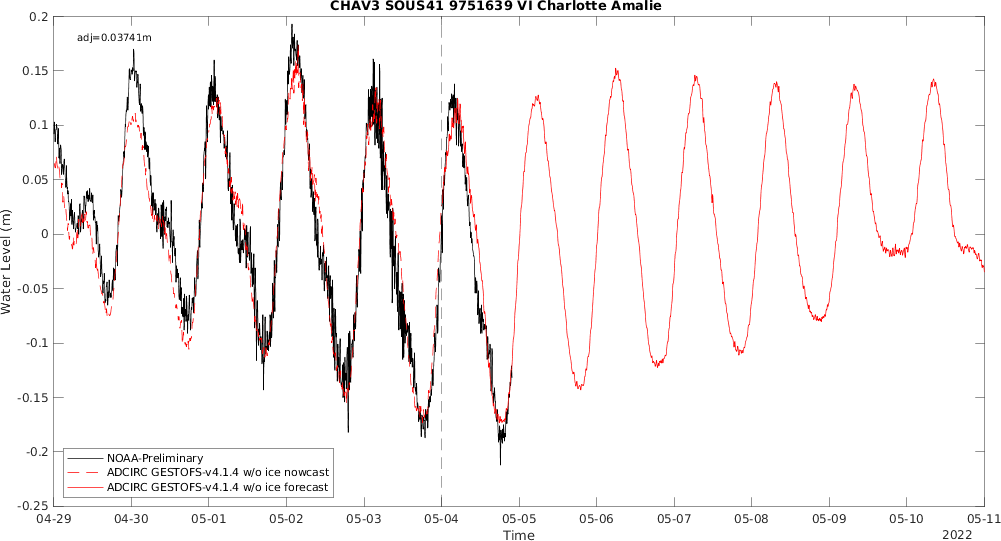 CHAV3 SOUS41 9751639 VI Charlotte Amalie
adj=0.03741m
0.2
0.15
0.1
0.05
0
-0.05
-0.1
-0.15
-0.2
-0.25
Water Level (m)
NOAA-Preliminary
ADCIRC GESTOFS-v4.1.4 w/o ice nowcast
ADCIRC GESTOFS-v4.1.4 w/o ice forecast
04-29 04-30 05-01 05-02 05-03 05-04 05-05 05-06 05-07 05-08 05-09 05-10 05-11
Time
2022